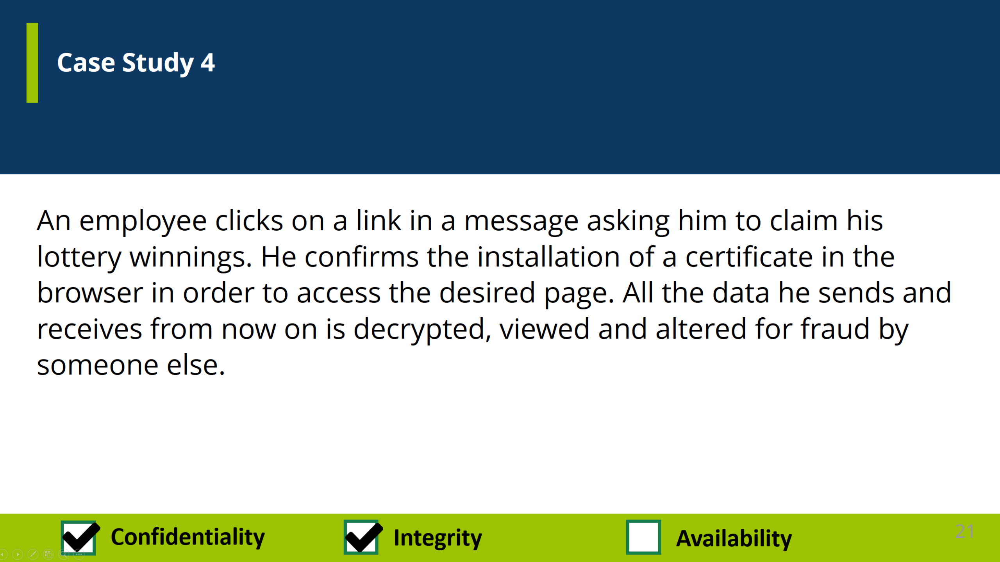 Case Study 4
An employee clicks on a link in a message asking him to claim his
lottery winnings. He confirms the installation of a certificate in the
browser in order to access the desired page. All the data he sends and
receives from now on is decrypted, viewed and altered for fraud by
someone else.
Confidentiality
Integrity
Availability
21